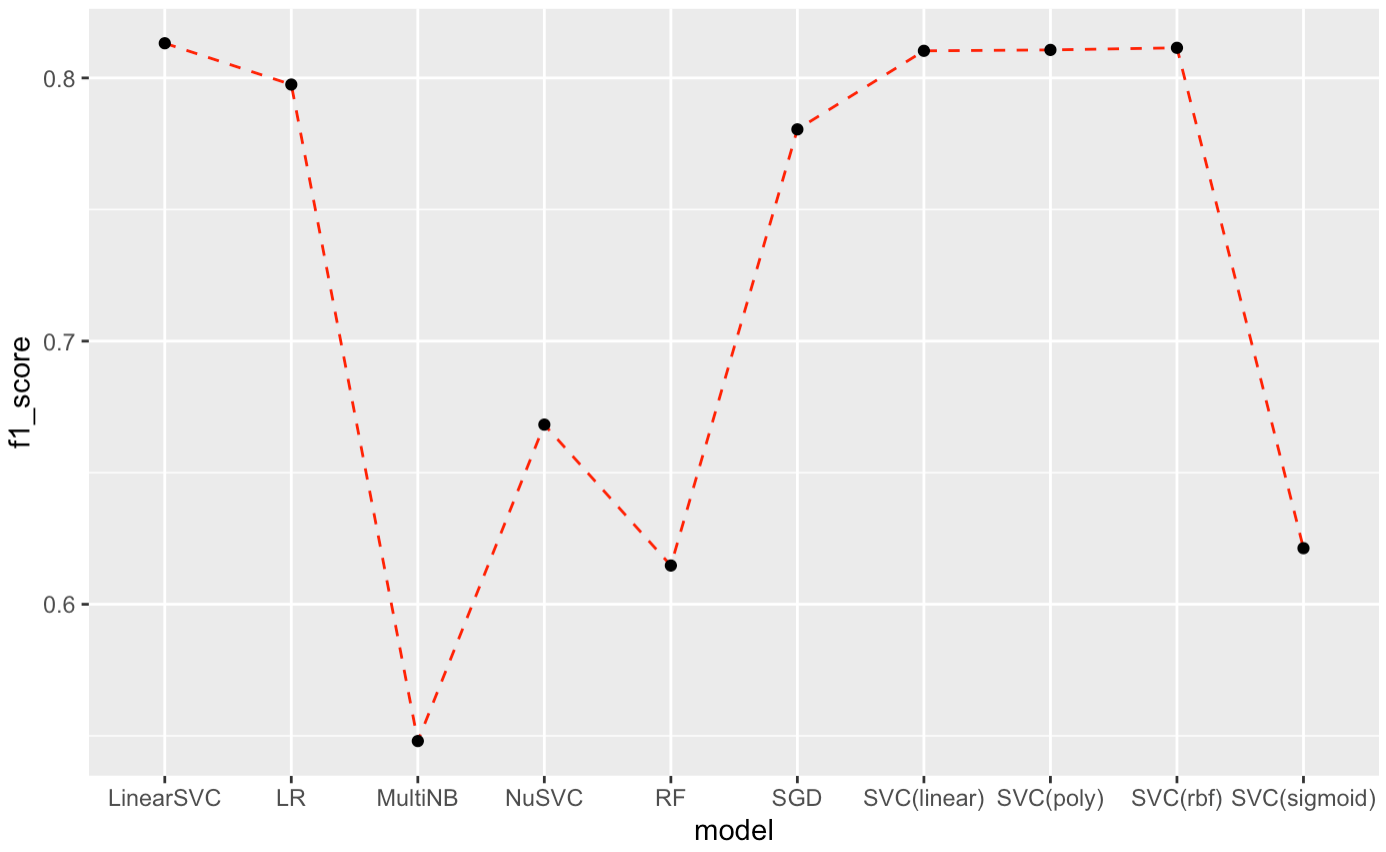 f1_score
0.8
0.7
0.6
LinearSVC LR MultiNB NuSVC RF SGD SVC(linear) SVC(poly) SVC(rbf) SVC(sigmoid)
model